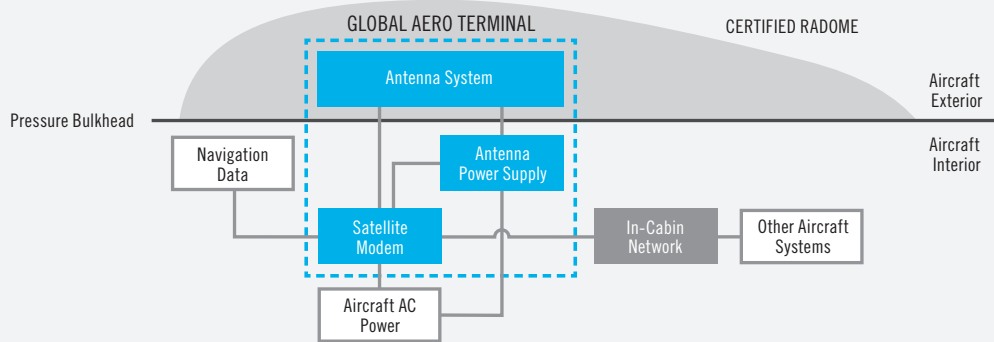 GLOBAL AERO TERMINAL
CERTIFIED RADOME
Antenna System
Aircraft
Exterior
Pressure Bulkhead
Aircraft
Interior
Navigation
Data
Antenna
Power Supply
Satellite
Modem
In-Cabin
Network
Other Aircraft
Systems
Aircraft AC
Power